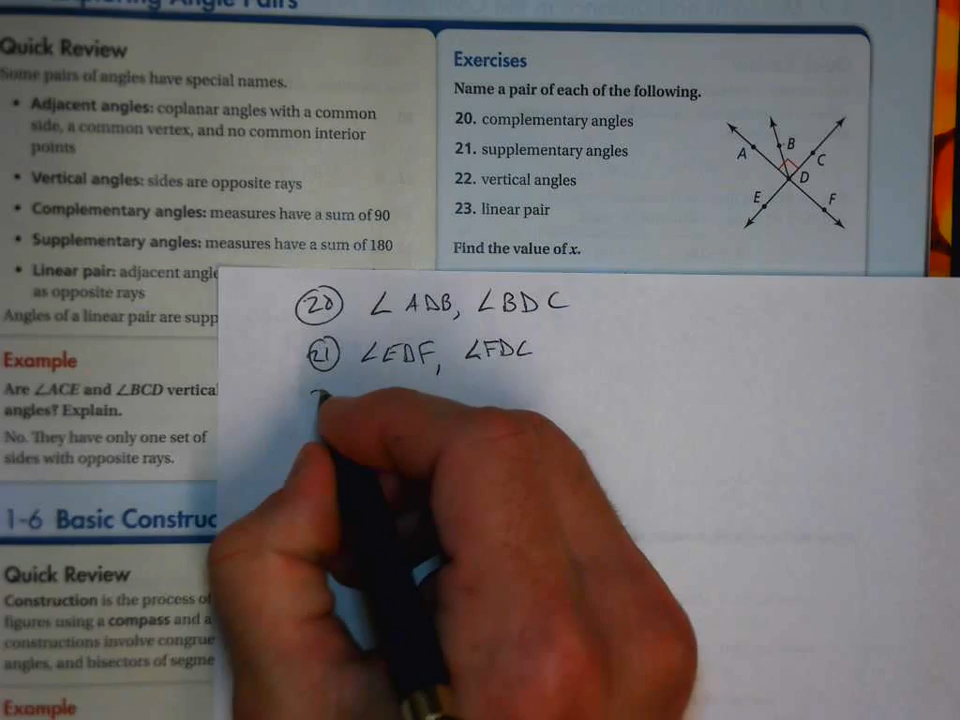 Exploring Angle Pairs
Quick Review
Some pairs of angles have special names.
• Adjacent angles: coplanar angles with a common
side, a common vertex, and no common interior
points
• Vertical angles: sides are opposite rays
• Complementary angles: measures have a sum of 90
• Supplementary angles: measures have a sum of 180
• Linear pair: adjacent angle
as opposite rays
Angles of a linear pair are supp
Example
Are ∠ACE and ∠BCD vertical
angles? Explain.
No. They have only one set of
sides with opposite rays.
1-6 Basic Construc
Quick Review
Construction is the process of
figures using a compass and a
constructions involve congrue
angles, and bisectors of segme
Example
Exercises
Name a pair of each of the following.
20. complementary angles
21. supplementary angles
22. vertical angles
23. linear pair
A
B
C
D
E
F
Find the value of x.
20 ∠ADB, ∠BDC
21 ∠EDF, ∠FDC